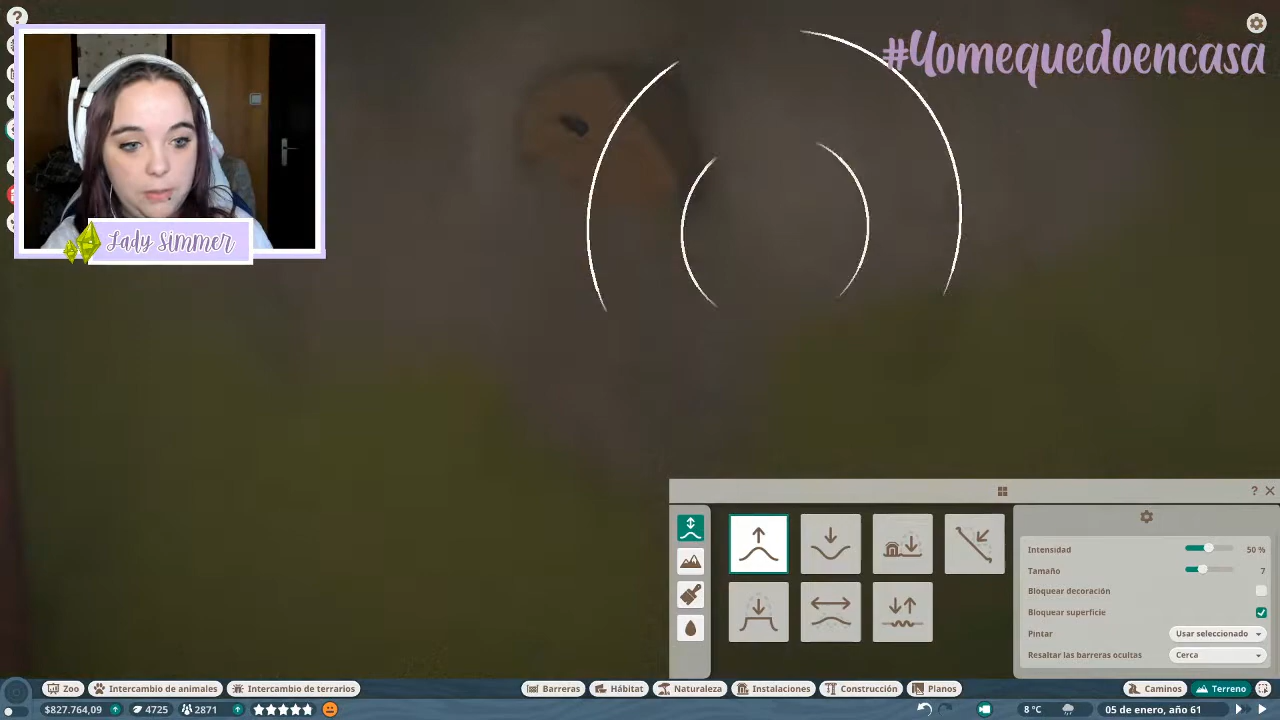 ?
#Yomequedoencasa
Lady Simmer
?
Intensidad 50 %
Tamaño 7
Bloquear decoración
Bloquear superficie
Pintar Usar seleccionado
Resaltar las barreras ocultas Cerca
Zoo Intercambio de animales Intercambio de terrarios Barreras Hábitat Naturaleza Instalaciones Construcción Planos Caminos Terreno
$827.764,09 4725 2871 8 °C 05 de enero, año 61